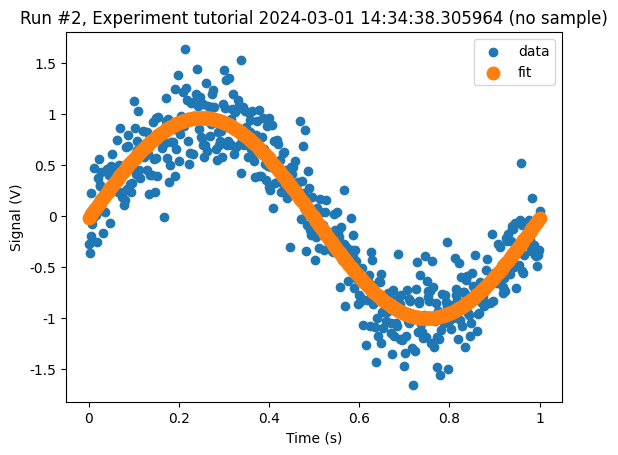 Run #2, Experiment tutorial 2024-03-01 14:34:38.305964 (no sample)
data
fit
1.5
1
0.5
0
-0.5
-1
-1.5
Signal (V)
0
0.2
0.4
0.6
0.8
1
Time (s)